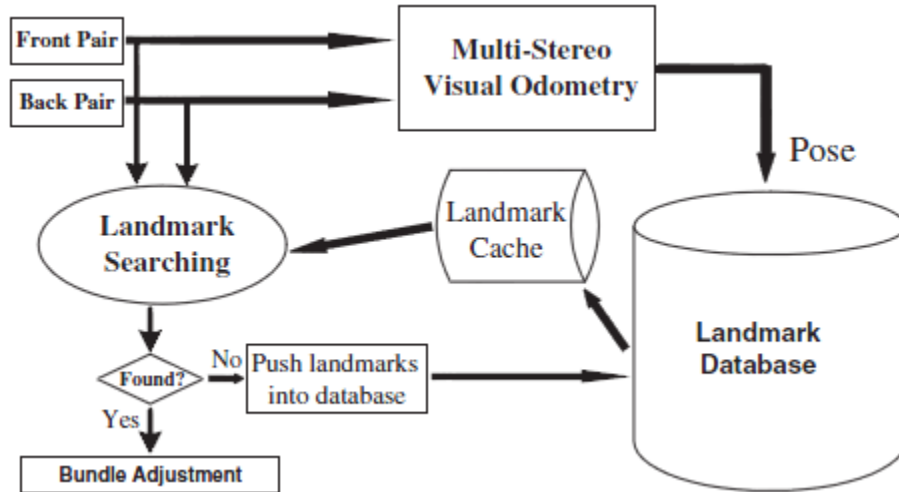 Front Pair
Back Pair
Multi-Stereo
Visual Odometry
Pose
Landmark
Searching
Landmark
Cache
Landmark
Database
Found?
No
Push landmarks
into database
Yes
Bundle Adjustment